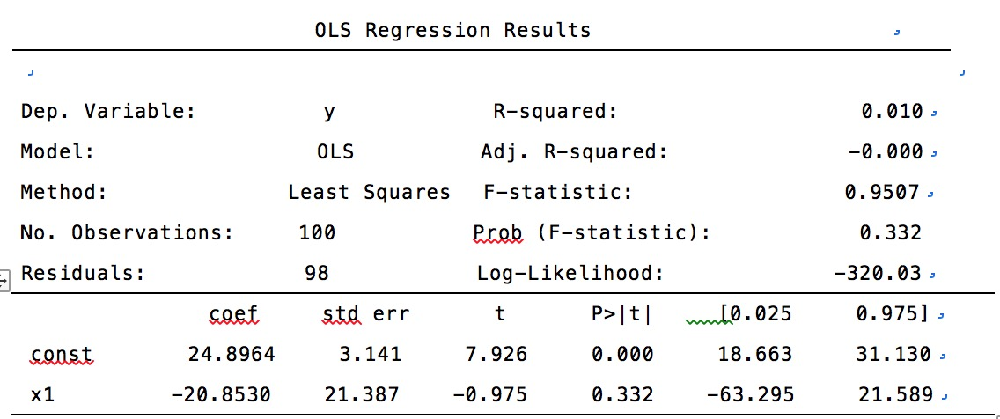 OLS Regression Results
Dep. Variable: y R-squared: 0.010
Model: OLS Adj. R-squared: -0.000
Method: Least Squares F-statistic: 0.9507
No. Observations: 100 Prob (F-statistic): 0.332
Residuals: 98 Log-Likelihood: -320.03
coef std err t P>|t| [0.025 0.975]
const 24.8964 3.141 7.926 0.000 18.663 31.130
x1 -20.8530 21.387 -0.975 0.332 -63.295 21.589